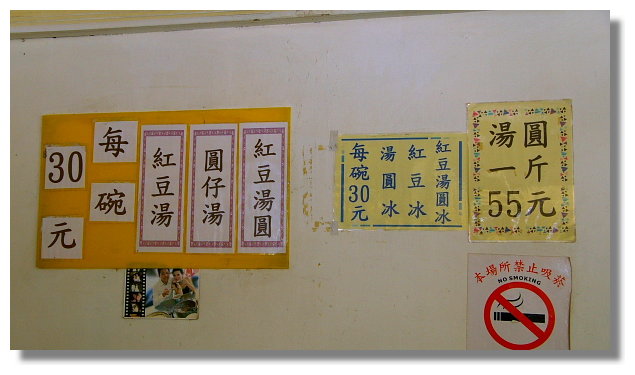 紅豆湯圓
圓仔湯
紅豆湯
每碗
30元
紅豆湯圓冰
紅豆冰
湯圓冰
每碗30元
湯圓
一斤
55元
本場所禁止吸菸
NO SMOKING